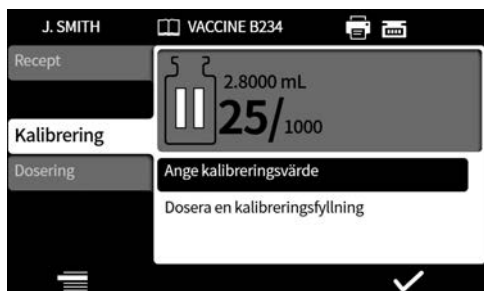 J. SMITH VACCINE B234
Recept
2.8000 mL
25/1000
Kalibrering
Dosering
Ange kalibreringsvärde
Dosera en kalibreringsfyllning